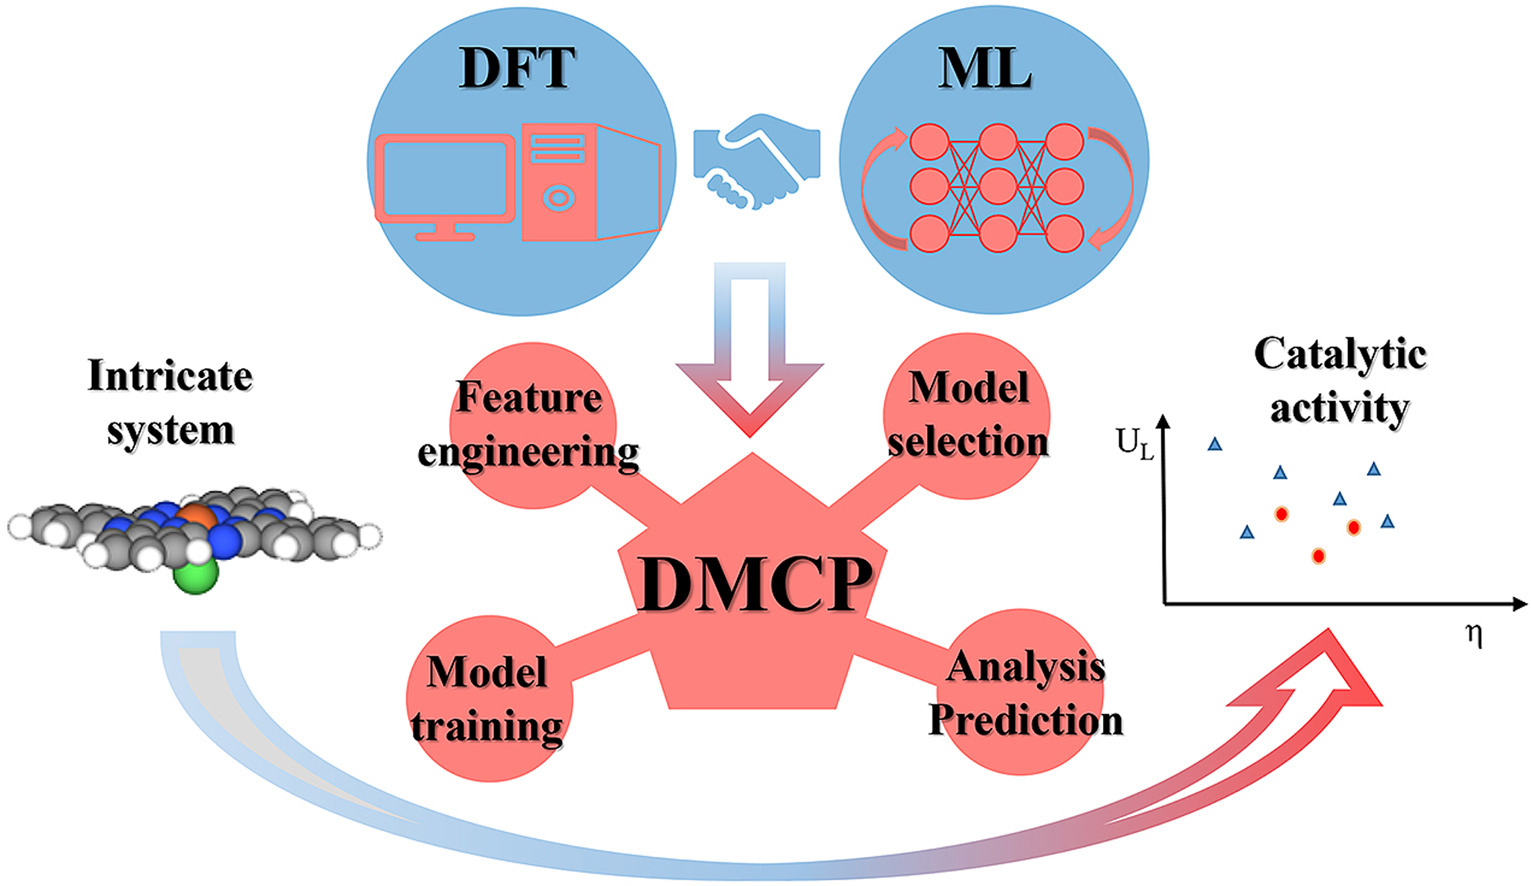 DFT
ML
Intricate
system
Feature
engineering
Model
selection
Catalytic
activity
U_L
DMCP
η
Model
training
Analysis
Prediction